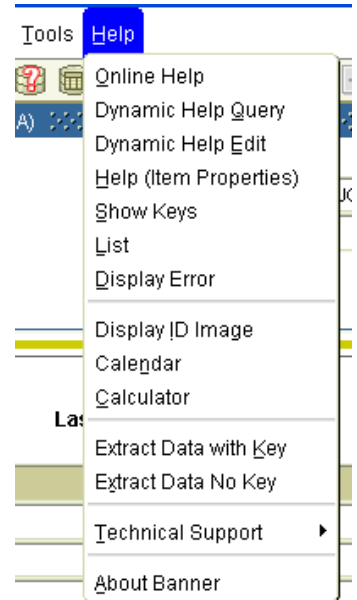 Tools Help
Online Help
A)
Dynamic Help Query
Dynamic Help Edit
Help (Item Properties)
Show Keys
List
Display Error
Display ID Image
Calendar
Calculator
Las
Extract Data with Key
Extract Data No Key
Technical Support
About Banner